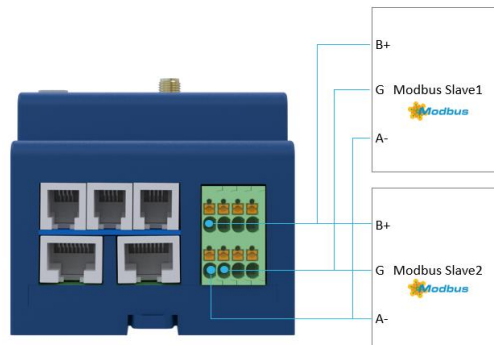 B+
G Modbus Slave1
Modbus
A-
B+
G Modbus Slave2
Modbus
A-